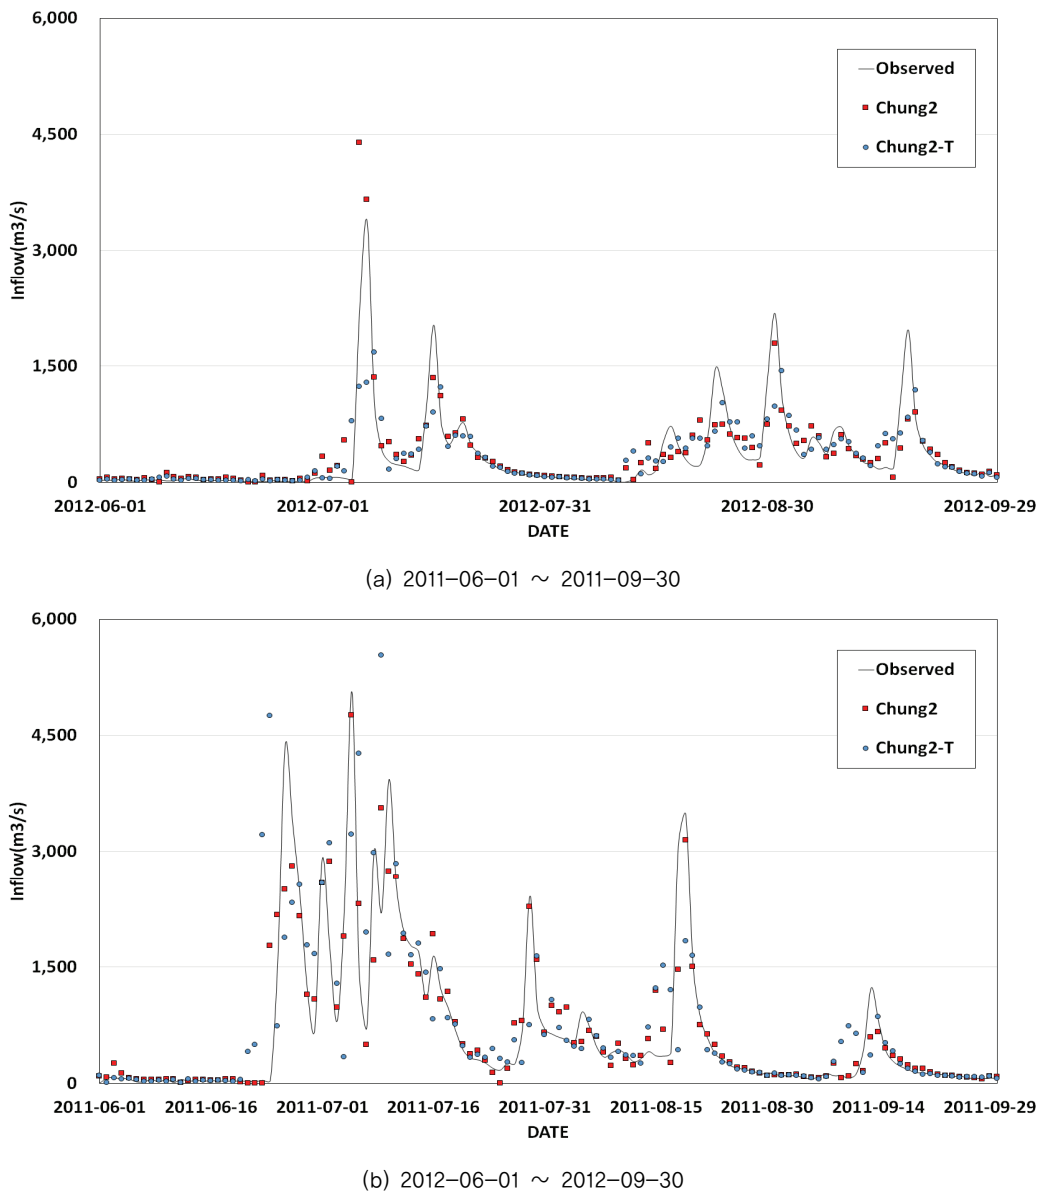 6,000
4,500
3,000
1,500
0
Inflow(m3/s)
Observed
Chung2
Chung2-T
2012-06-01 2012-07-01 2012-07-31 2012-08-30 2012-09-29
DATE
(a) 2011-06-01 ～ 2011-09-30
6,000
4,500
3,000
1,500
0
Inflow(m3/s)
Observed
Chung2
Chung2-T
2011-06-01 2011-06-16 2011-07-01 2011-07-16 2011-07-31 2011-08-15 2011-08-30 2011-09-14 2011-09-29
DATE
(b) 2012-06-01 ～ 2012-09-30